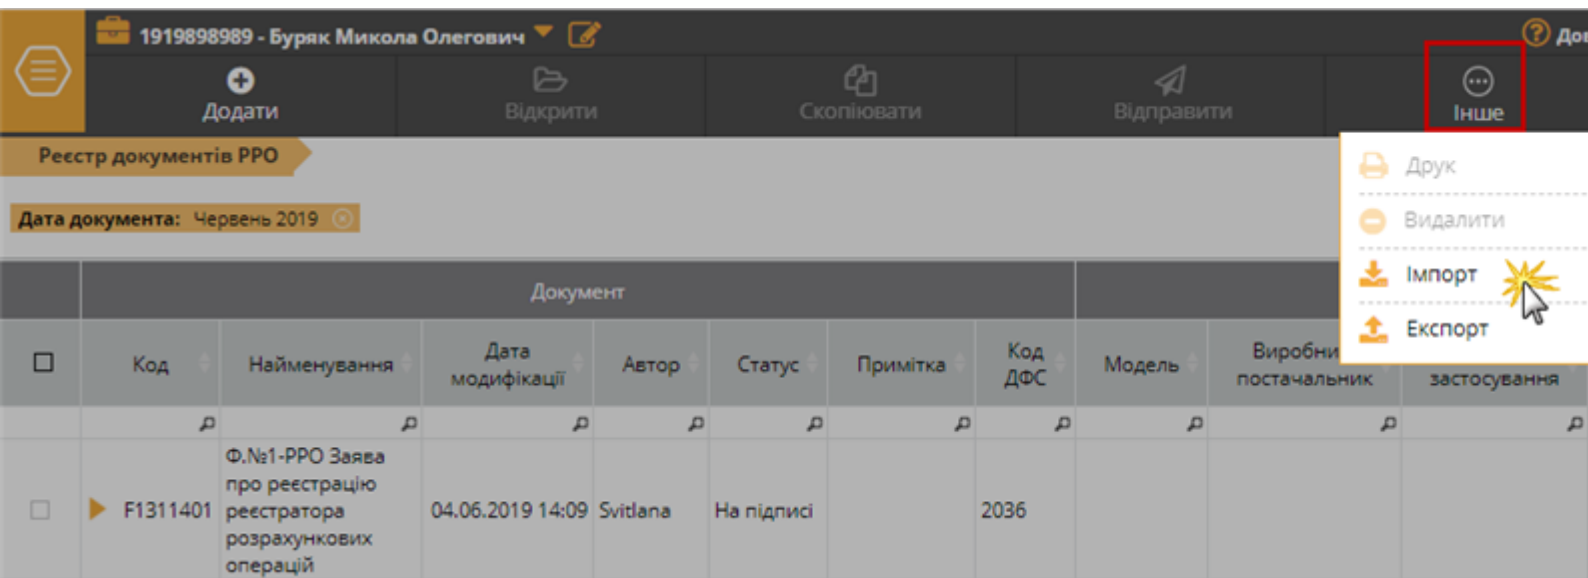 1919898989 - Буряк Микола Олегович
Додати
Відкрити
Скопіювати
Відправити
Інше
Реєстр документів РРО
Друк
Дата документа: Червень 2019
Видалити
Імпорт
Експорт
Документ
Код
Найменування
Дата
модифікації
Автор
Статус
Примітка
Код
ДФС
Модель
постачальник
застосування
F1311401
Ф.№1-РРО Заява
про реєстрацію
реєстратора
розрахункових
операцій
04.06.2019 14:09
Svitlana
На підписі
2036